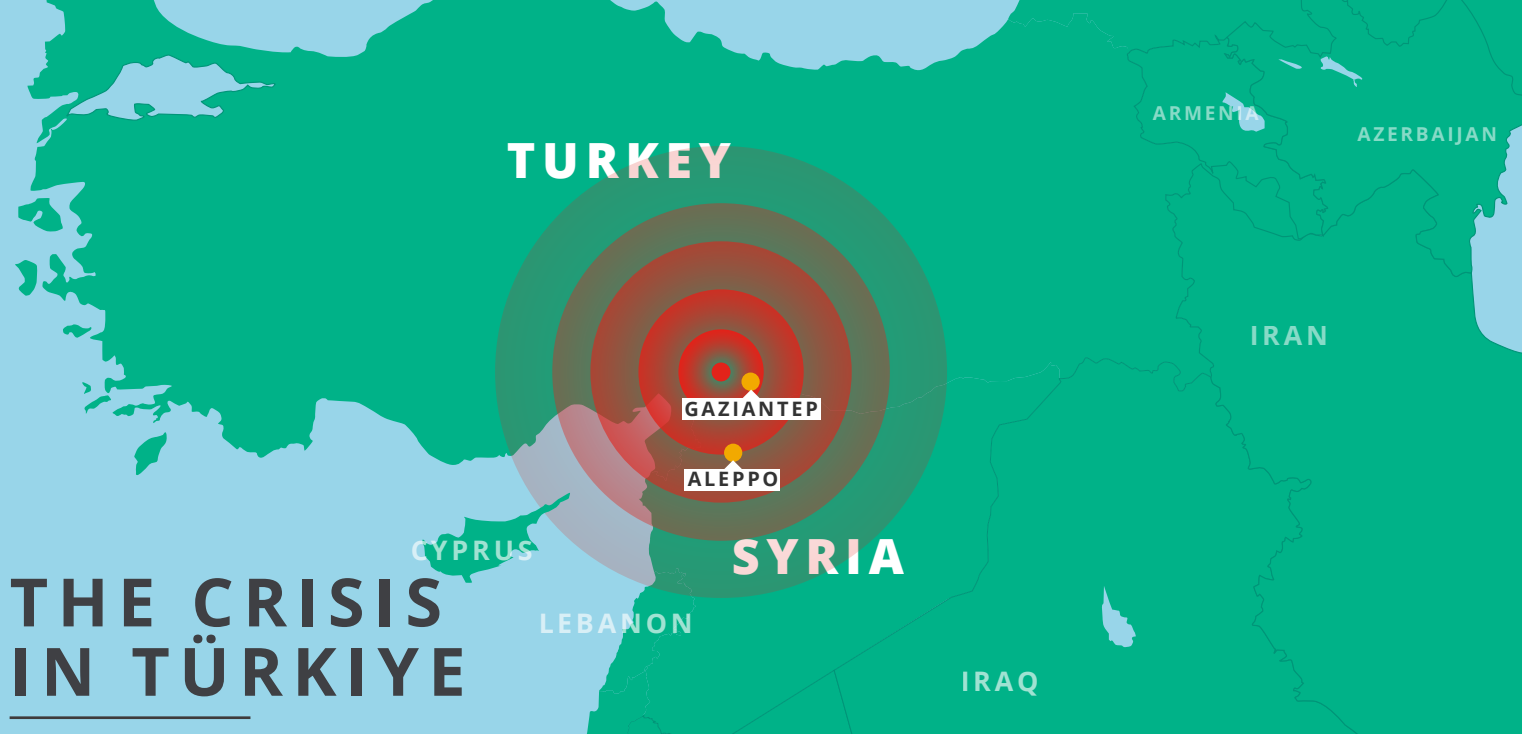 ARMENIA
AZERBAIJAN
TURKEY
IRAN
GAZIANTEP
ALEPPO
CYPRUS
SYRIA
THE CRISIS
IN TÜRKIYE
LEBANON
IRAQ